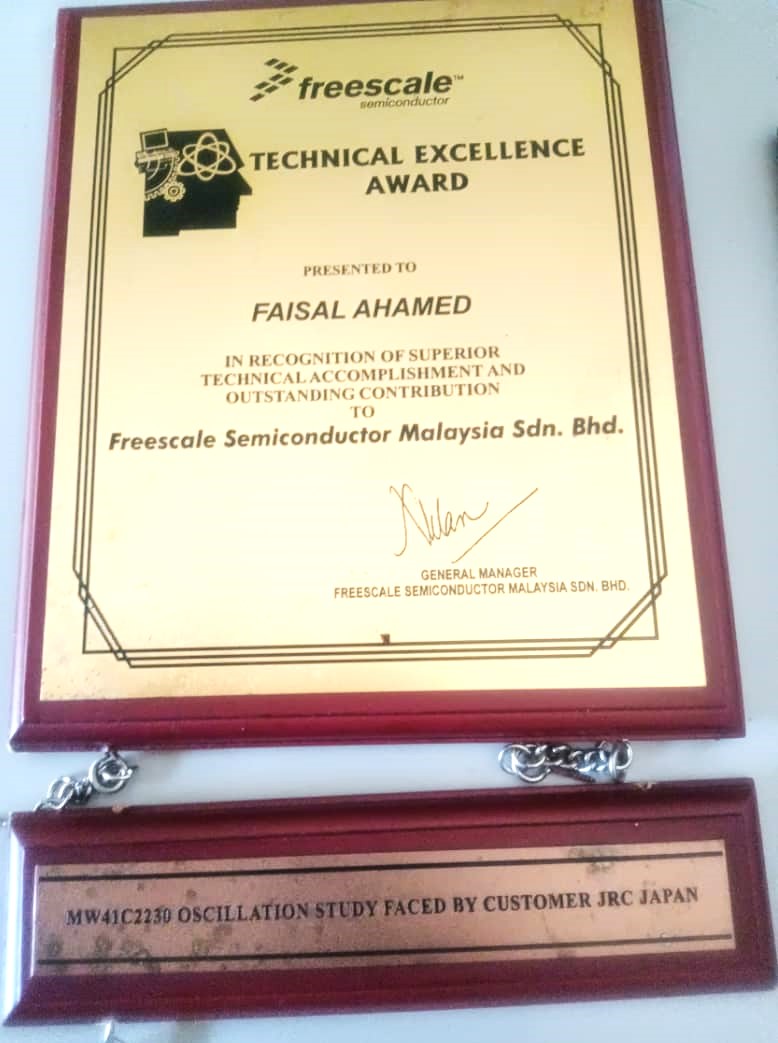 freescale™
semiconductor
TECHNICAL EXCELLENCE
AWARD
PRESENTED TO
FAISAL AHAMED
IN RECOGNITION OF SUPERIOR
TECHNICAL ACCOMPLISHMENT AND
OUTSTANDING CONTRIBUTION
TO
Freescale Semiconductor Malaysia Sdn. Bhd.
GENERAL MANAGER
FREESCALE SEMICONDUCTOR MALAYSIA SDN. BHD.
MW41C2230 OSCILLATION STUDY FACED BY CUSTOMER JRC JAPAN